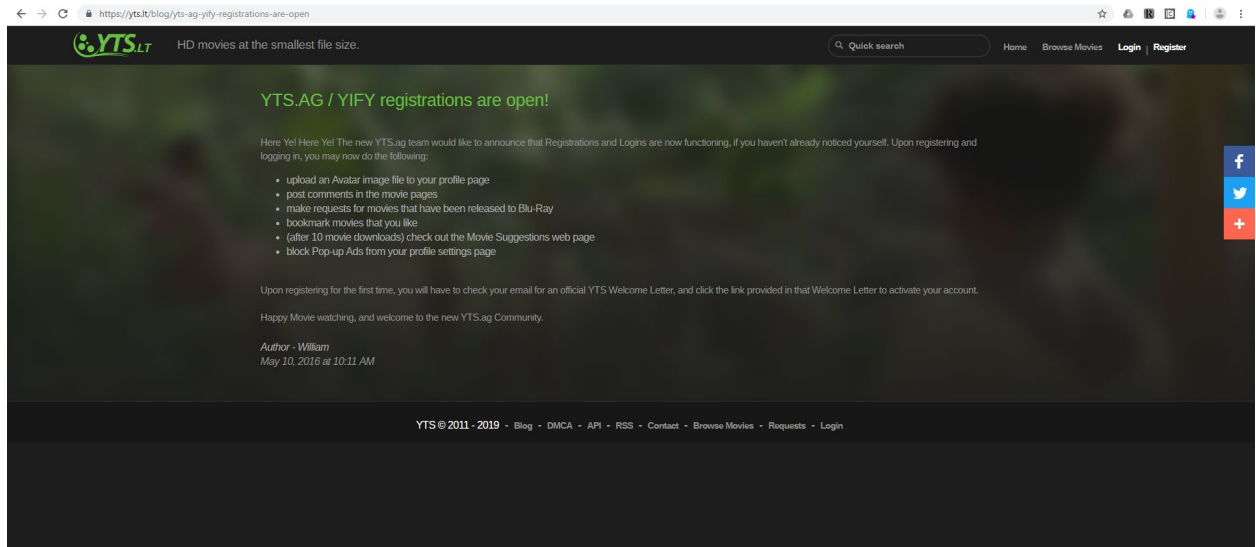 https://yts.lt/blog/yts-ag-yify-registrations-are-open
YTS.LT
HD movies at the smallest file size.
Quick search
Home Browse Movies Login | Register
YTS.AG / YIFY registrations are open!
Here Ye! Here Ye! The new YTS.ag team would like to announce that Registrations and Logins are now functioning, if you haven't already noticed yourself. Upon registering and
logging in, you may now do the following:
• upload an Avatar image file to your profile page
• post comments in the movie pages
• make requests for movies that have been released to Blu-Ray
• bookmark movies that you like
• (after 10 movie downloads) check out the Movie Suggestions web page
• block Pop-up Ads from your profile settings page
Upon registering for the first time, you will have to check your email for an official YTS Welcome Letter, and click the link provided in that Welcome Letter to activate your account.
Happy Movie watching, and welcome to the new YTS.ag Community.
Author - William
May 10, 2016 at 10:11 AM
YTS © 2011 - 2019 - Blog - DMCA - API - RSS - Contact - Browse Movies - Requests - Login